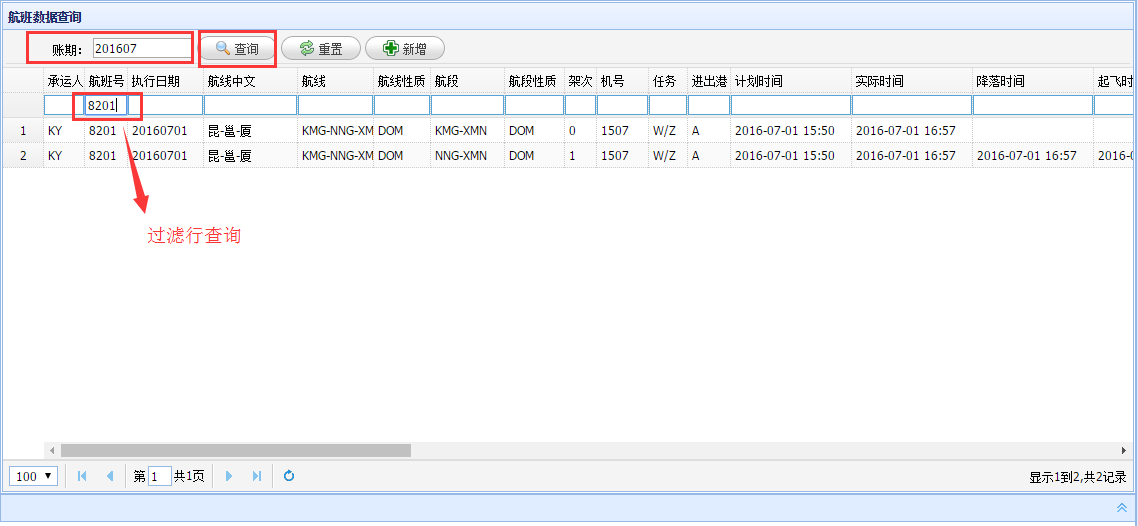 航班数据查询
账期： 201607 查询 重置 新增
承运人 航班号 执行日期 航线中文 航线 航线性质 航段 航段性质 架次 机号 任务 进出港 计划时间 实际时间 降落时间 起飞时
8201
1 KY 8201 20160701 昆-邕-厦 KMG-NNG-XM DOM KMG-XMN DOM 0 1507 W/Z A 2016-07-01 15:50 2016-07-01 16:57
2 KY 8201 20160701 昆-邕-厦 KMG-NNG-XM DOM NNG-XMN DOM 1 1507 W/Z A 2016-07-01 15:50 2016-07-01 16:57 2016-07-01 16:57 2016-0
过滤行查询
100 第 1 共1页 显示1到2,共2记录